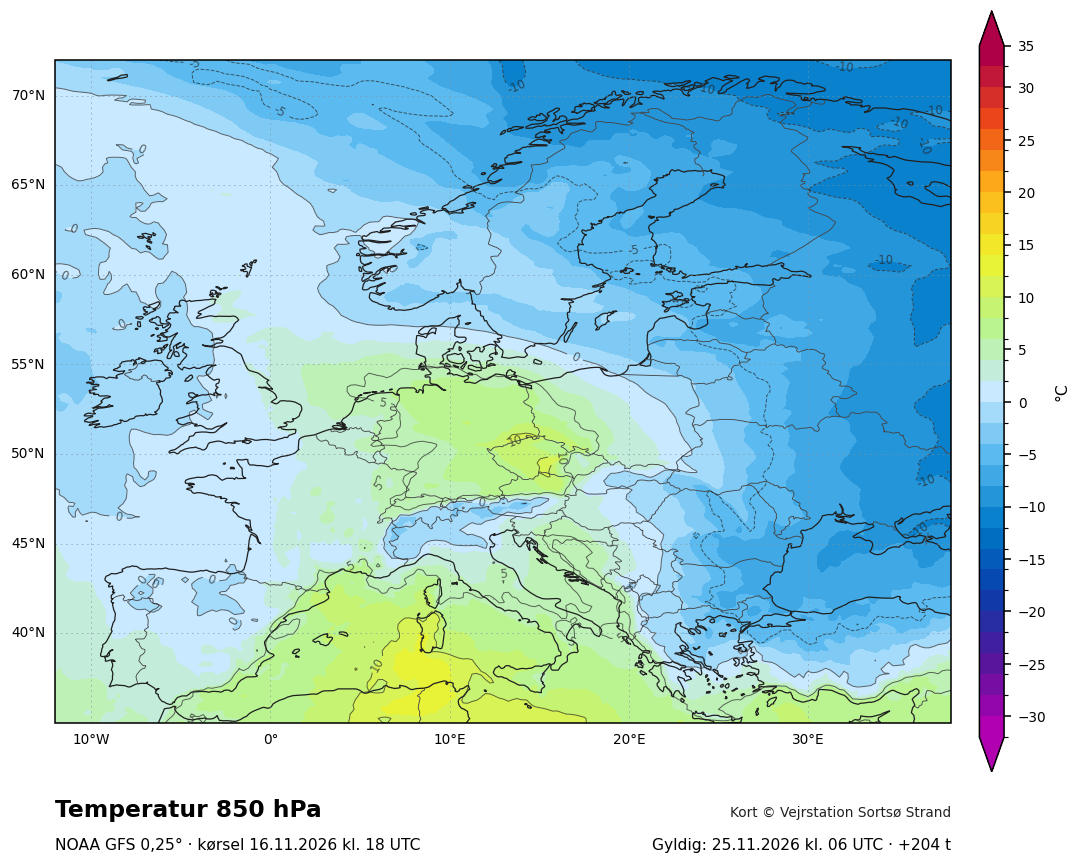 70°N
65°N
60°N
55°N
50°N
45°N
40°N
10°W 0° 10°E 20°E 30°E
35
30
25
20
15
10
5
0
−5
−10
−15
−20
−25
−30
°C
Temperatur 850 hPa
Kort © Vejrstation Sortsø Strand
NOAA GFS 0,25° · kørsel 16.11.2026 kl. 18 UTC
Gyldig: 25.11.2026 kl. 06 UTC · +204 t